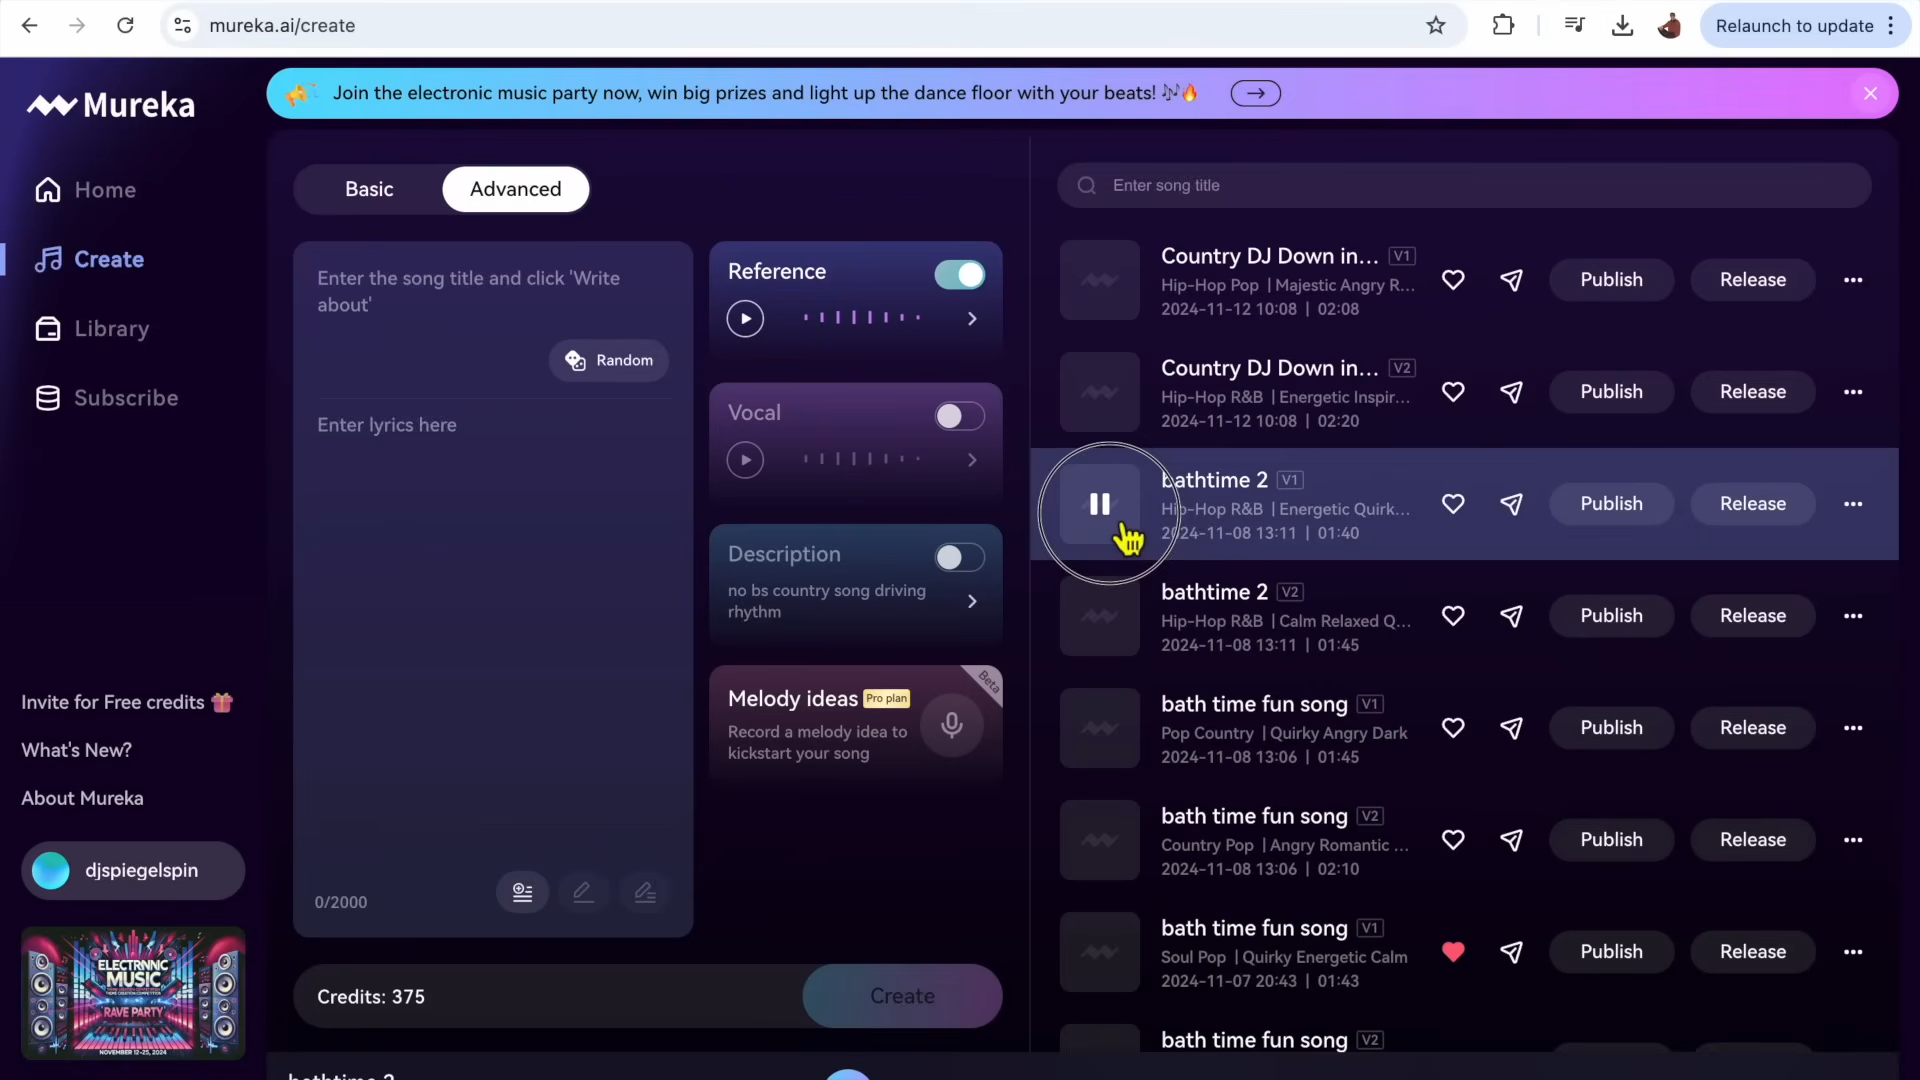 mureka.ai/create
Relaunch to update
Mureka
Join the electronic music party now, win big prizes and light up the dance floor with your beats! 🎶🔥
Home
Create
Library
Subscribe
Invite for Free credits
What's New?
About Mureka
djspiegelspin
ELECTRNNC
MUSIC
RAVE PARTY
NOVEMBER 12-25, 2024
Basic
Advanced
Enter the song title and click 'Write
about'
Random
Enter lyrics here
0/2000
Reference
Vocal
Description
no bs country song driving
rhythm
Beta
Melody ideas Pro plan
Record a melody idea to
kickstart your song
Credits: 375
Create
Enter song title
Country DJ Down in... V1
Hip-Hop Pop | Majestic Angry R...
2024-11-12 10:08 | 02:08
Publish
Release
Country DJ Down in... V2
Hip-Hop R&B | Energetic Inspir...
2024-11-12 10:08 | 02:20
Publish
Release
bathtime 2 V1
Hip-Hop R&B | Energetic Quirk...
2024-11-08 13:11 | 01:40
Publish
Release
bathtime 2 V2
Hip-Hop R&B | Calm Relaxed Q...
2024-11-08 13:11 | 01:45
Publish
Release
bath time fun song V1
Pop Country | Quirky Angry Dark
2024-11-08 13:06 | 01:45
Publish
Release
bath time fun song V2
Country Pop | Angry Romantic ...
2024-11-08 13:06 | 02:10
Publish
Release
bath time fun song V1
Soul Pop | Quirky Energetic Calm
2024-11-07 20:43 | 01:43
Publish
Release
bath time fun song V2
bathtime 2